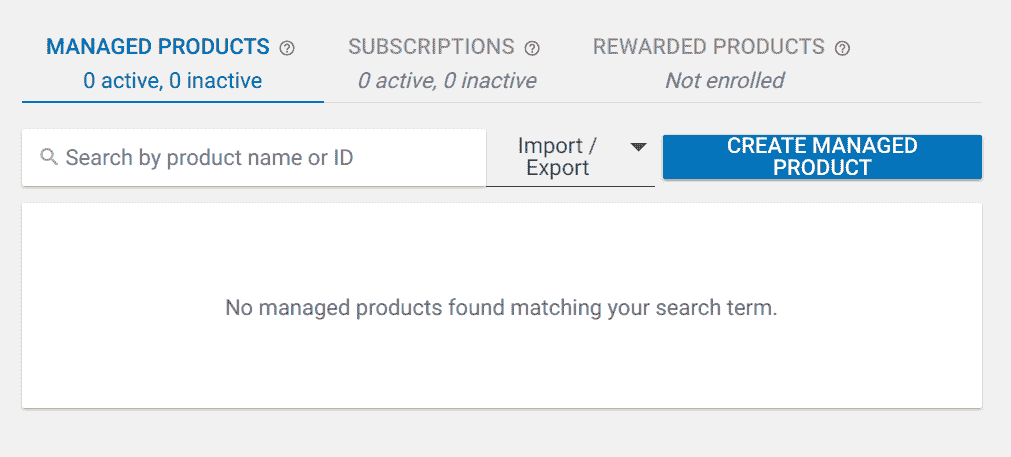 MANAGED PRODUCTS
SUBSCRIPTIONS
REWARDED PRODUCTS
0 active, 0 inactive
0 active, 0 inactive
Not enrolled
Search by product name or ID
Import /
Export
CREATE MANAGED
PRODUCT
No managed products found matching your search term.